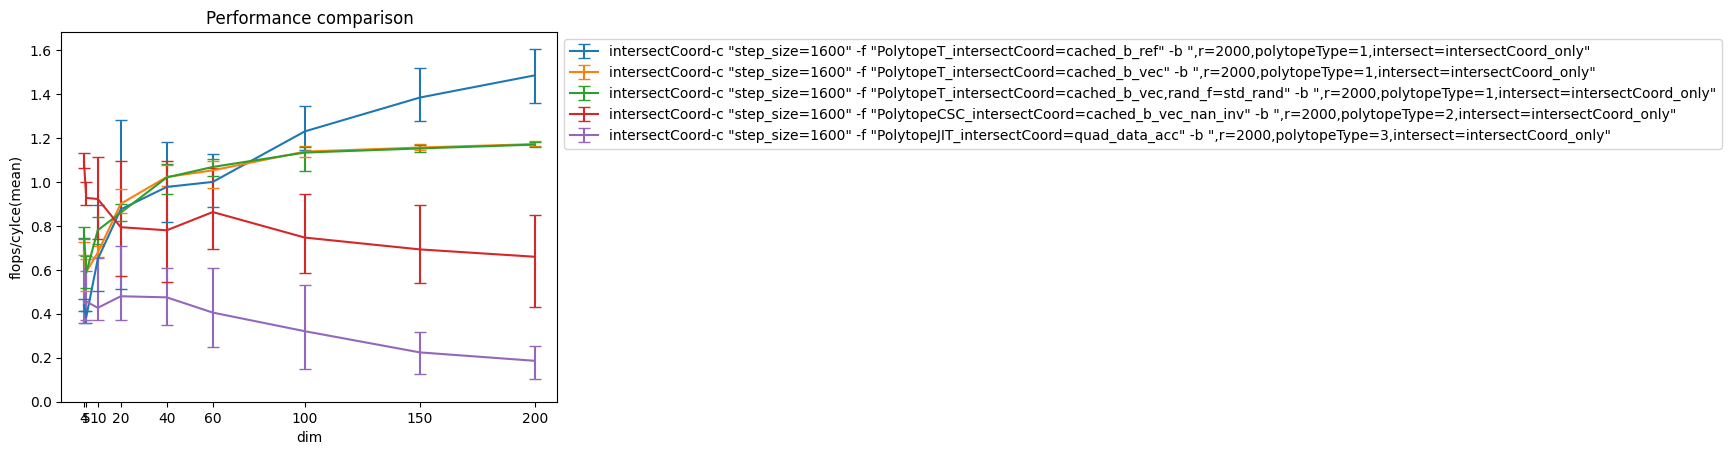 Performance comparison
flops/cylce(mean)
1.6
1.4
1.2
1.0
0.8
0.6
0.4
0.2
0.0
4 5 10 20 40 60 100 150 200
dim
intersectCoord-c "step_size=1600" -f "PolytopeT_intersectCoord=cached_b_ref" -b ",r=2000,polytopeType=1,intersect=intersectCoord_only"
intersectCoord-c "step_size=1600" -f "PolytopeT_intersectCoord=cached_b_vec" -b ",r=2000,polytopeType=1,intersect=intersectCoord_only"
intersectCoord-c "step_size=1600" -f "PolytopeT_intersectCoord=cached_b_vec,rand_f=std_rand" -b ",r=2000,polytopeType=1,intersect=intersectCoord_only"
intersectCoord-c "step_size=1600" -f "PolytopeCSC_intersectCoord=cached_b_vec_nan_inv" -b ",r=2000,polytopeType=2,intersect=intersectCoord_only"
intersectCoord-c "step_size=1600" -f "PolytopeJIT_intersectCoord=quad_data_acc" -b ",r=2000,polytopeType=3,intersect=intersectCoord_only"